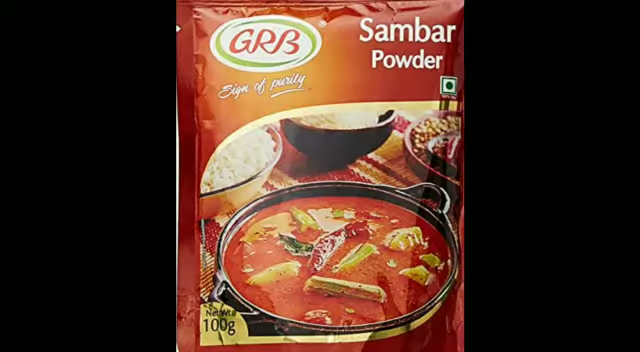 GRB
Sign of purity
Sambar
Powder
Net Wt
100g